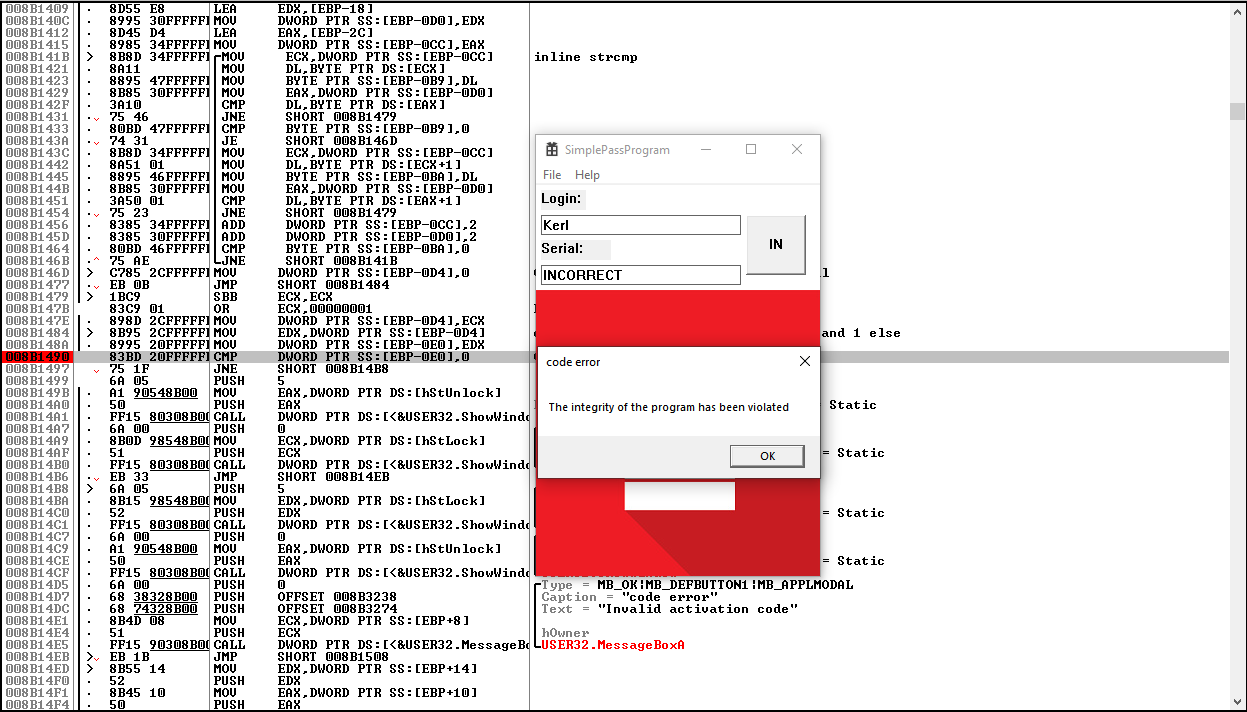 008B1409 . 8D55 E8 LEA EDX,[EBP-18]
008B140C . 8995 30FFFFFI MOV DWORD PTR SS:[EBP-0D0],EDX
008B1412 . 8D45 D4 LEA EAX,[EBP-2C]
008B1415 . 8985 34FFFFFI MOV DWORD PTR SS:[EBP-0CC],EAX
008B141B > 8B8D 34FFFFFI MOV ECX,DWORD PTR SS:[EBP-0CC] inline strcmp
008B1421 . 8A11 MOV DL,BYTE PTR DS:[ECX]
008B1423 . 8895 47FFFFFI MOV BYTE PTR SS:[EBP-0B9],DL
008B1429 . 8B85 30FFFFFI MOV EAX,DWORD PTR SS:[EBP-0D0]
008B142F . 3A10 CMP DL,BYTE PTR DS:[EAX]
008B1431 . 75 46 JNE SHORT 008B1479
008B1433 . 80BD 47FFFFFI CMP BYTE PTR SS:[EBP-0B9],0
008B143A . 74 31 JE SHORT 008B146D
008B143C . 8B8D 34FFFFFI MOV ECX,DWORD PTR SS:[EBP-0CC]
008B1442 . 8A51 01 MOV DL,BYTE PTR DS:[ECX+1]
008B1445 . 8895 46FFFFFI MOV BYTE PTR SS:[EBP-0BA],DL
008B144B . 8B85 30FFFFFI MOV EAX,DWORD PTR SS:[EBP-0D0]
008B1451 . 3A50 01 CMP DL,BYTE PTR DS:[EAX+1]
008B1454 . 75 23 JNE SHORT 008B1479
008B1456 . 8385 34FFFFFI ADD DWORD PTR SS:[EBP-0CC],2
008B145D . 8385 30FFFFFI ADD DWORD PTR SS:[EBP-0D0],2
008B1464 . 80BD 46FFFFFI CMP BYTE PTR SS:[EBP-0BA],0
008B146B . 75 AE JNE SHORT 008B141B
008B146D > C785 2CFFFFFI MOV DWORD PTR SS:[EBP-0D4],0
008B1477 . EB 0B JMP SHORT 008B1484
008B1479 > 1BC9 SBB ECX,ECX
008B147B . 83C9 01 OR ECX,00000001
008B147E . 898D 2CFFFFFI MOV DWORD PTR SS:[EBP-0D4],ECX
008B1484 > 8B95 2CFFFFFI MOV EDX,DWORD PTR SS:[EBP-0D4] and 1 else
008B148A . 8995 20FFFFFI MOV DWORD PTR SS:[EBP-0E0],EDX
008B1490 . 83BD 20FFFFFI CMP DWORD PTR SS:[EBP-0E0],0
008B1497 . 75 1F JNE SHORT 008B14B8
008B1499 . 6A 05 PUSH 5
008B149B . A1 90548B00 MOV EAX,DWORD PTR DS:[hStUnlock]
008B14A0 . 50 PUSH EAX Static
008B14A1 . FF15 80308B00 CALL DWORD PTR DS:[<&USER32.ShowWindo
008B14A7 . 6A 00 PUSH 0
008B14A9 . 8B0D 98548B00 MOV ECX,DWORD PTR DS:[hStLock]
008B14AF . 51 PUSH ECX = Static
008B14B0 . FF15 80308B00 CALL DWORD PTR DS:[<&USER32.ShowWindo
008B14B6 . EB 33 JMP SHORT 008B14EB
008B14B8 > 6A 05 PUSH 5
008B14BA . 8B15 98548B00 MOV EDX,DWORD PTR DS:[hStLock]
008B14C0 . 52 PUSH EDX = Static
008B14C1 . FF15 80308B00 CALL DWORD PTR DS:[<&USER32.ShowWindo
008B14C7 . 6A 00 PUSH 0
008B14C9 . A1 90548B00 MOV EAX,DWORD PTR DS:[hStUnlock]
008B14CE . 50 PUSH EAX = Static
008B14CF . FF15 80308B00 CALL DWORD PTR DS:[<&USER32.ShowWindo
008B14D5 . 6A 00 PUSH 0 Type = MB_OK|MB_DEFBUTTON1|MB_APPLMODAL
008B14D7 . 68 38328B00 PUSH OFFSET 008B3238 Caption = "code error"
008B14DC . 68 74328B00 PUSH OFFSET 008B3274 Text = "Invalid activation code"
008B14E1 . 8B4D 08 MOV ECX,DWORD PTR SS:[EBP+8]
008B14E4 . 51 PUSH ECX hOwner
008B14E5 . FF15 90308B00 CALL DWORD PTR DS:[<&USER32.MessageBo USER32.MessageBoxA
008B14EB > EB 1B JMP SHORT 008B1508
008B14ED > 8B55 14 MOV EDX,DWORD PTR SS:[EBP+14]
008B14F0 . 52 PUSH EDX
008B14F1 . 8B45 10 MOV EAX,DWORD PTR SS:[EBP+10]
008B14F4 . 50 PUSH EAX
SimplePassProgram
File Help
Login:
Kerl
IN
Serial:
INCORRECT
code error
The integrity of the program has been violated
OK